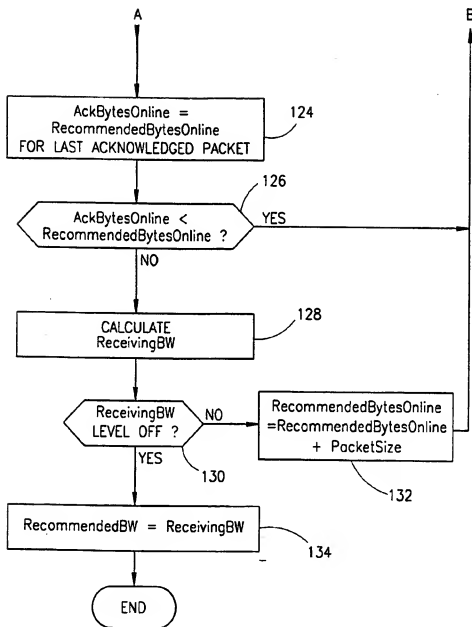 A
B
AckBytesOnline =
RecommendedBytesOnline
FOR LAST ACKNOWLEDGED PACKET
124
126
AckBytesOnline <
RecommendedBytesOnline ?
YES
NO
CALCULATE
ReceivingBW
128
ReceivingBW
LEVEL OFF ?
NO
YES
130
RecommendedBytesOnline
=RecommendedBytesOnline
+ PacketSize
132
RecommendedBW = ReceivingBW
134
END